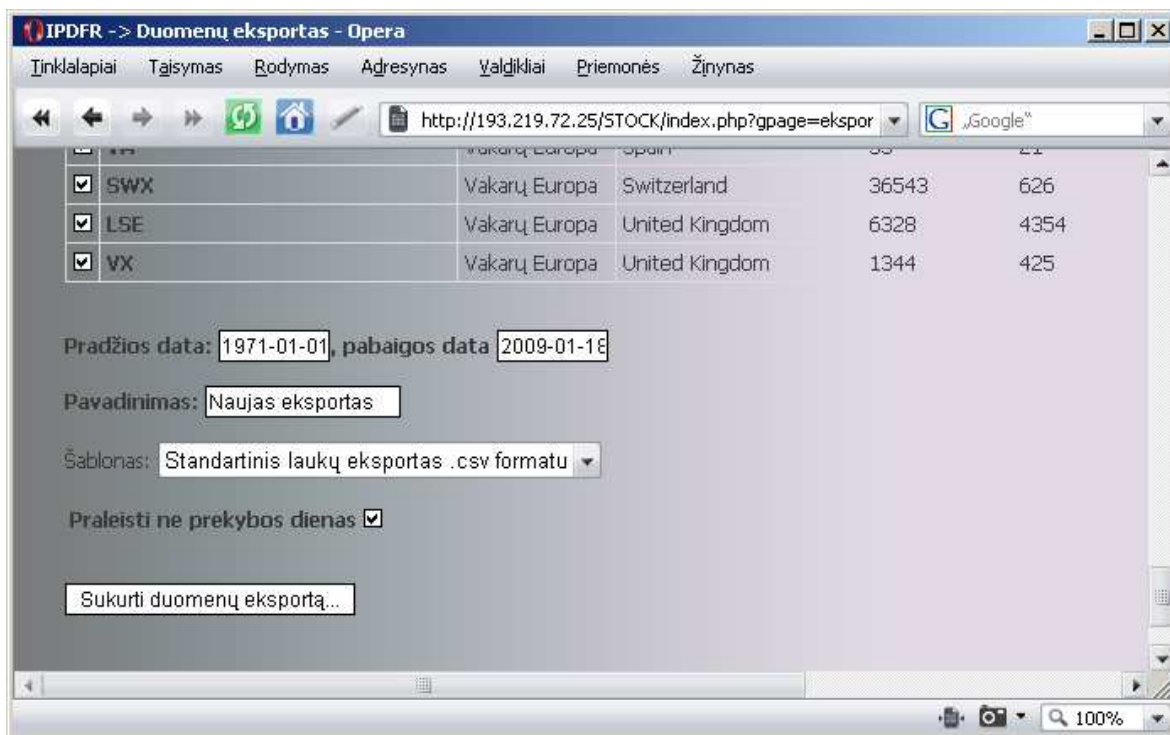 IPDFR -> Duomenų eksportas - Opera
Tinklalapiai Taisymas Rodymas Adresynas Valdikliai Priemonės Žinynas
http://193.219.72.25/STOCK/index.php?gpage=ekspor „Google“
SWX Vakarų Europa Switzerland 36543 626
LSE Vakarų Europa United Kingdom 6328 4354
VX Vakarų Europa United Kingdom 1344 425
Pradžios data: 1971-01-01, pabaigos data 2009-01-18
Pavadinimas: Naujas eksportas
Šablonas: Standartinis laukų eksportas .csv formatu
Praleisti ne prekybos dienas
Sukurti duomenų eksportą...
100%